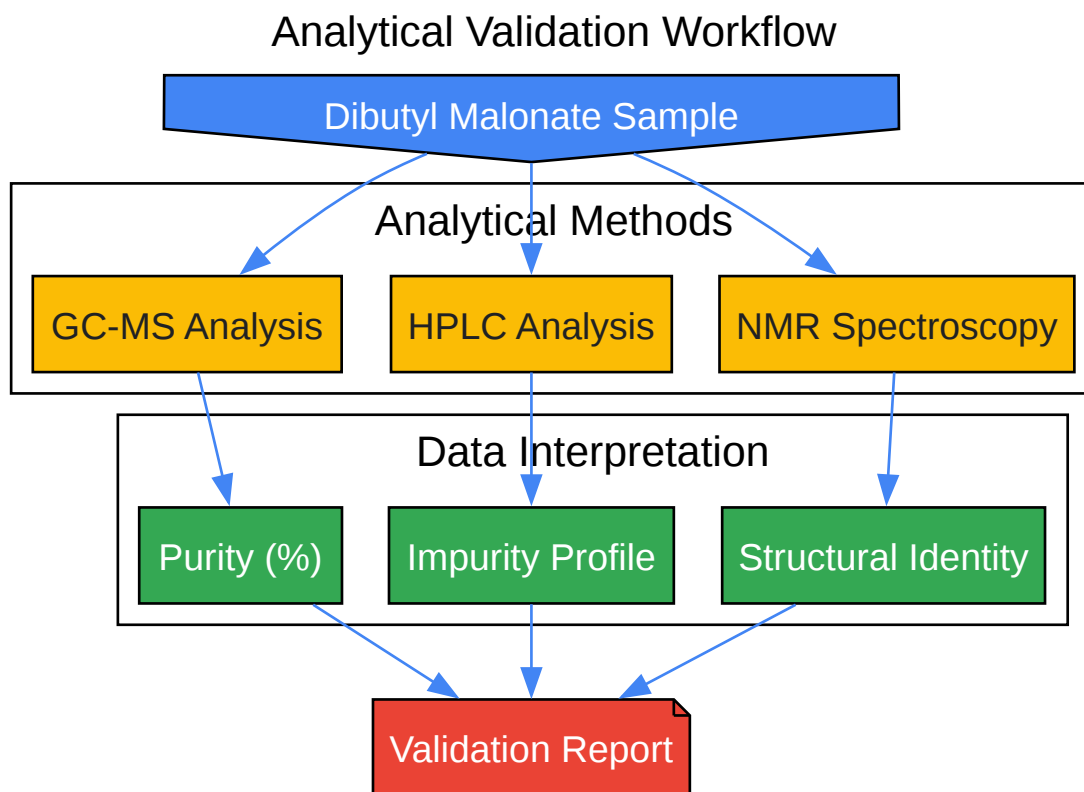 Analytical Validation Workflow
Dibutyl Malonate Sample
Analytical Methods
GC-MS Analysis
HPLC Analysis
NMR Spectroscopy
Data Interpretation
Purity (%)
Impurity Profile
Structural Identity
Validation Report